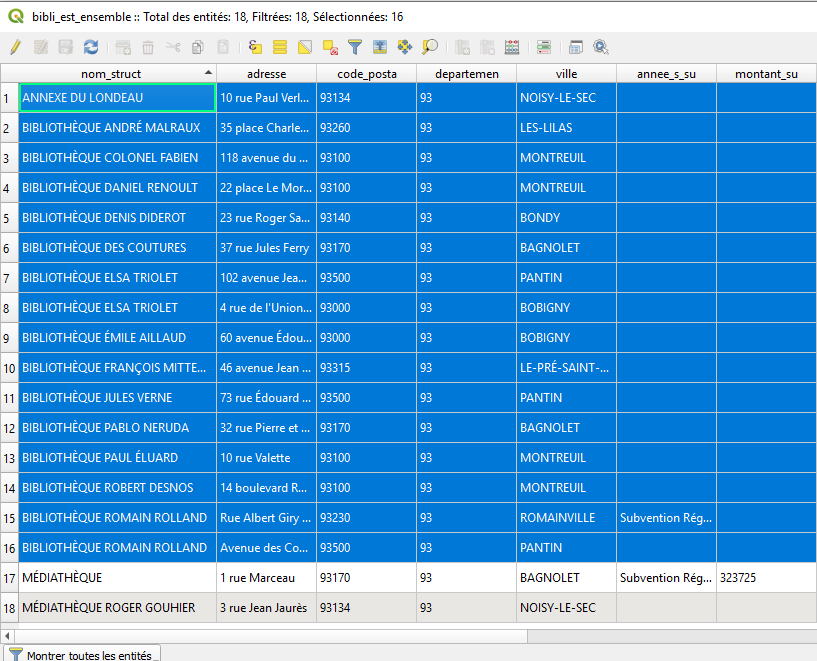 bibli_est_ensemble :: Total des entités: 18, Filtrées: 18, Sélectionnées: 16
nom_struct adresse code_posta departemen ville annee_s_su montant_su
1 ANNEXE DU LONDEAU 10 rue Paul Verl... 93134 93 NOISY-LE-SEC
2 BIBLIOTHÈQUE ANDRÉ MALRAUX 35 place Charle... 93260 93 LES-LILAS
3 BIBLIOTHÈQUE COLONEL FABIEN 118 avenue du ... 93100 93 MONTREUIL
4 BIBLIOTHÈQUE DANIEL RENOULT 22 place Le Mor... 93100 93 MONTREUIL
5 BIBLIOTHÈQUE DENIS DIDEROT 23 rue Roger Sa... 93140 93 BONDY
6 BIBLIOTHÈQUE DES COUTURES 37 rue Jules Ferry 93170 93 BAGNOLET
7 BIBLIOTHÈQUE ELSA TRIOLET 102 avenue Jea... 93500 93 PANTIN
8 BIBLIOTHÈQUE ELSA TRIOLET 4 rue de l'Union... 93000 93 BOBIGNY
9 BIBLIOTHÈQUE ÉMILE AILLAUD 60 avenue Édou... 93000 93 BOBIGNY
10 BIBLIOTHÈQUE FRANÇOIS MITTE... 46 avenue Jean ... 93315 93 LE-PRÉ-SAINT-...
11 BIBLIOTHÈQUE JULES VERNE 73 rue Édouard ... 93500 93 PANTIN
12 BIBLIOTHÈQUE PABLO NERUDA 32 rue Pierre et ... 93170 93 BAGNOLET
13 BIBLIOTHÈQUE PAUL ÉLUARD 10 rue Valette 93100 93 MONTREUIL
14 BIBLIOTHÈQUE ROBERT DESNOS 14 boulevard R... 93100 93 MONTREUIL
15 BIBLIOTHÈQUE ROMAIN ROLLAND Rue Albert Giry ... 93230 93 ROMAINVILLE Subvention Rég...
16 BIBLIOTHÈQUE ROMAIN ROLLAND Avenue des Co... 93500 93 PANTIN
17 MÉDIATHÈQUE 1 rue Marceau 93170 93 BAGNOLET Subvention Rég... 323725
18 MÉDIATHÈQUE ROGER GOUHIER 3 rue Jean Jaurès 93134 93 NOISY-LE-SEC
Montrer toutes les entités